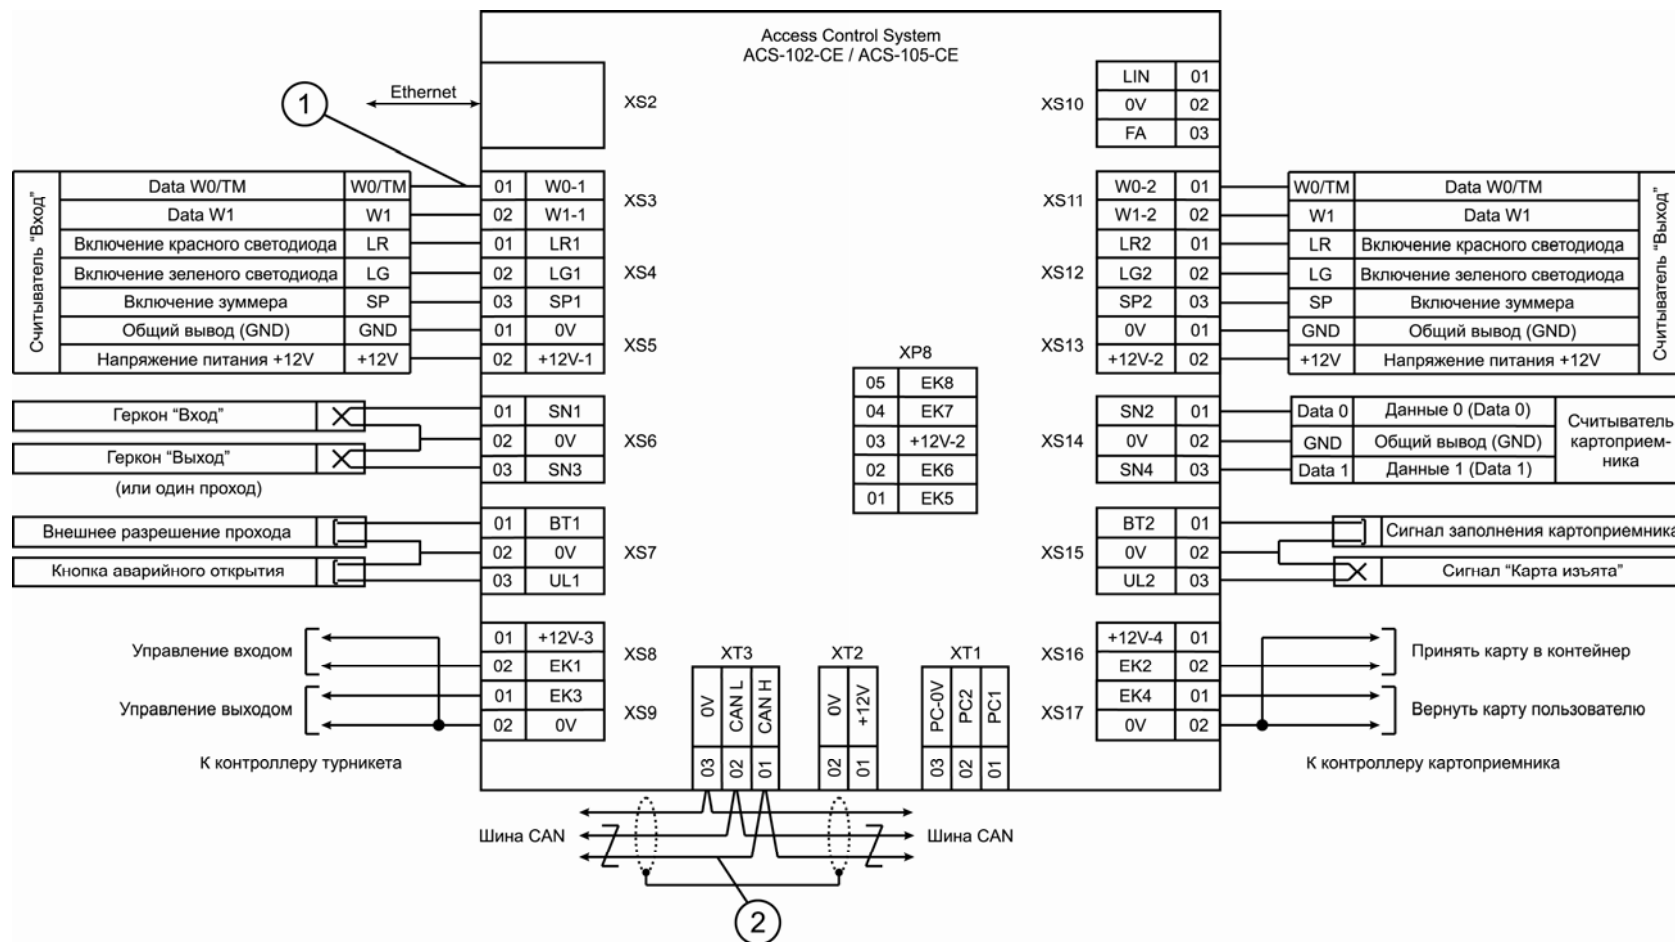 Access Control System
ACS-102-CE / ACS-105-CE
1
Ethernet
XS2
Считыватель “Вход”
Data W0/TM W0/TM 01 W0-1
Data W1 W1 02 W1-1
XS3
Включение красного светодиода LR 01 LR1
Включение зеленого светодиода LG 02 LG1
Включение зуммера SP 03 SP1
XS4
Общий вывод (GND) GND 01 0V
Напряжение питания +12V +12V 02 +12V-1
XS5
Геркон “Вход”
Геркон “Выход”
(или один проход)
01 SN1
02 0V
03 SN3
XS6
Внешнее разрешение прохода
Кнопка аварийного открытия
01 BT1
02 0V
03 UL1
XS7
Управление входом
01 +12V-3
02 EK1
XS8
Управление выходом
01 EK3
02 0V
XS9
К контроллеру турникета
XP8
05 EK8
04 EK7
03 +12V-2
02 EK6
01 EK5
XT3
0V CAN L CAN H
03 02 01
XT2
0V +12V
02 01
XT1
PC-0V PC2 PC1
03 02 01
XS10
LIN 01
0V 02
FA 03
XS11
W0-2 01 W0/TM Data W0/TM
W1-2 02 W1 Data W1
XS12
LR2 01 LR Включение красного светодиода
LG2 02 LG Включение зеленого светодиода
SP2 03 SP Включение зуммера
XS13
0V 01 GND Общий вывод (GND)
+12V-2 02 +12V Напряжение питания +12V
Считыватель “Выход”
XS14
SN2 01 Data 0 Данные 0 (Data 0)
0V 02 GND Общий вывод (GND)
SN4 03 Data 1 Данные 1 (Data 1)
Считыватель
картоприем-
ника
XS15
BT2 01
0V 02
UL2 03
Сигнал заполнения картоприемника
Сигнал “Карта изъята”
XS16
+12V-4 01
EK2 02
Принять карту в контейнер
XS17
EK4 01
0V 02
Вернуть карту пользователю
К контроллеру картоприемника
Шина CAN
Шина CAN
2